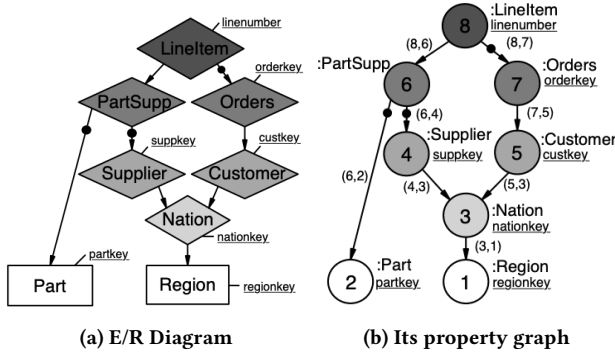 linenumber
LineItem
orderkey
PartSupp
Orders
suppkey
custkey
Supplier
Customer
Nation
nationkey
partkey
Part
Region
regionkey
(a) E/R Diagram
:LineItem
linenumber
8
(8,6)
(8,7)
:PartSupp
6
7
:Orders
orderkey
(6,4)
(7,5)
4
:Supplier
suppkey
5
:Customer
custkey
(6,2)
(4,3)
(5,3)
3
:Nation
nationkey
(3,1)
2
:Part
partkey
1
:Region
regionkey
(b) Its property graph